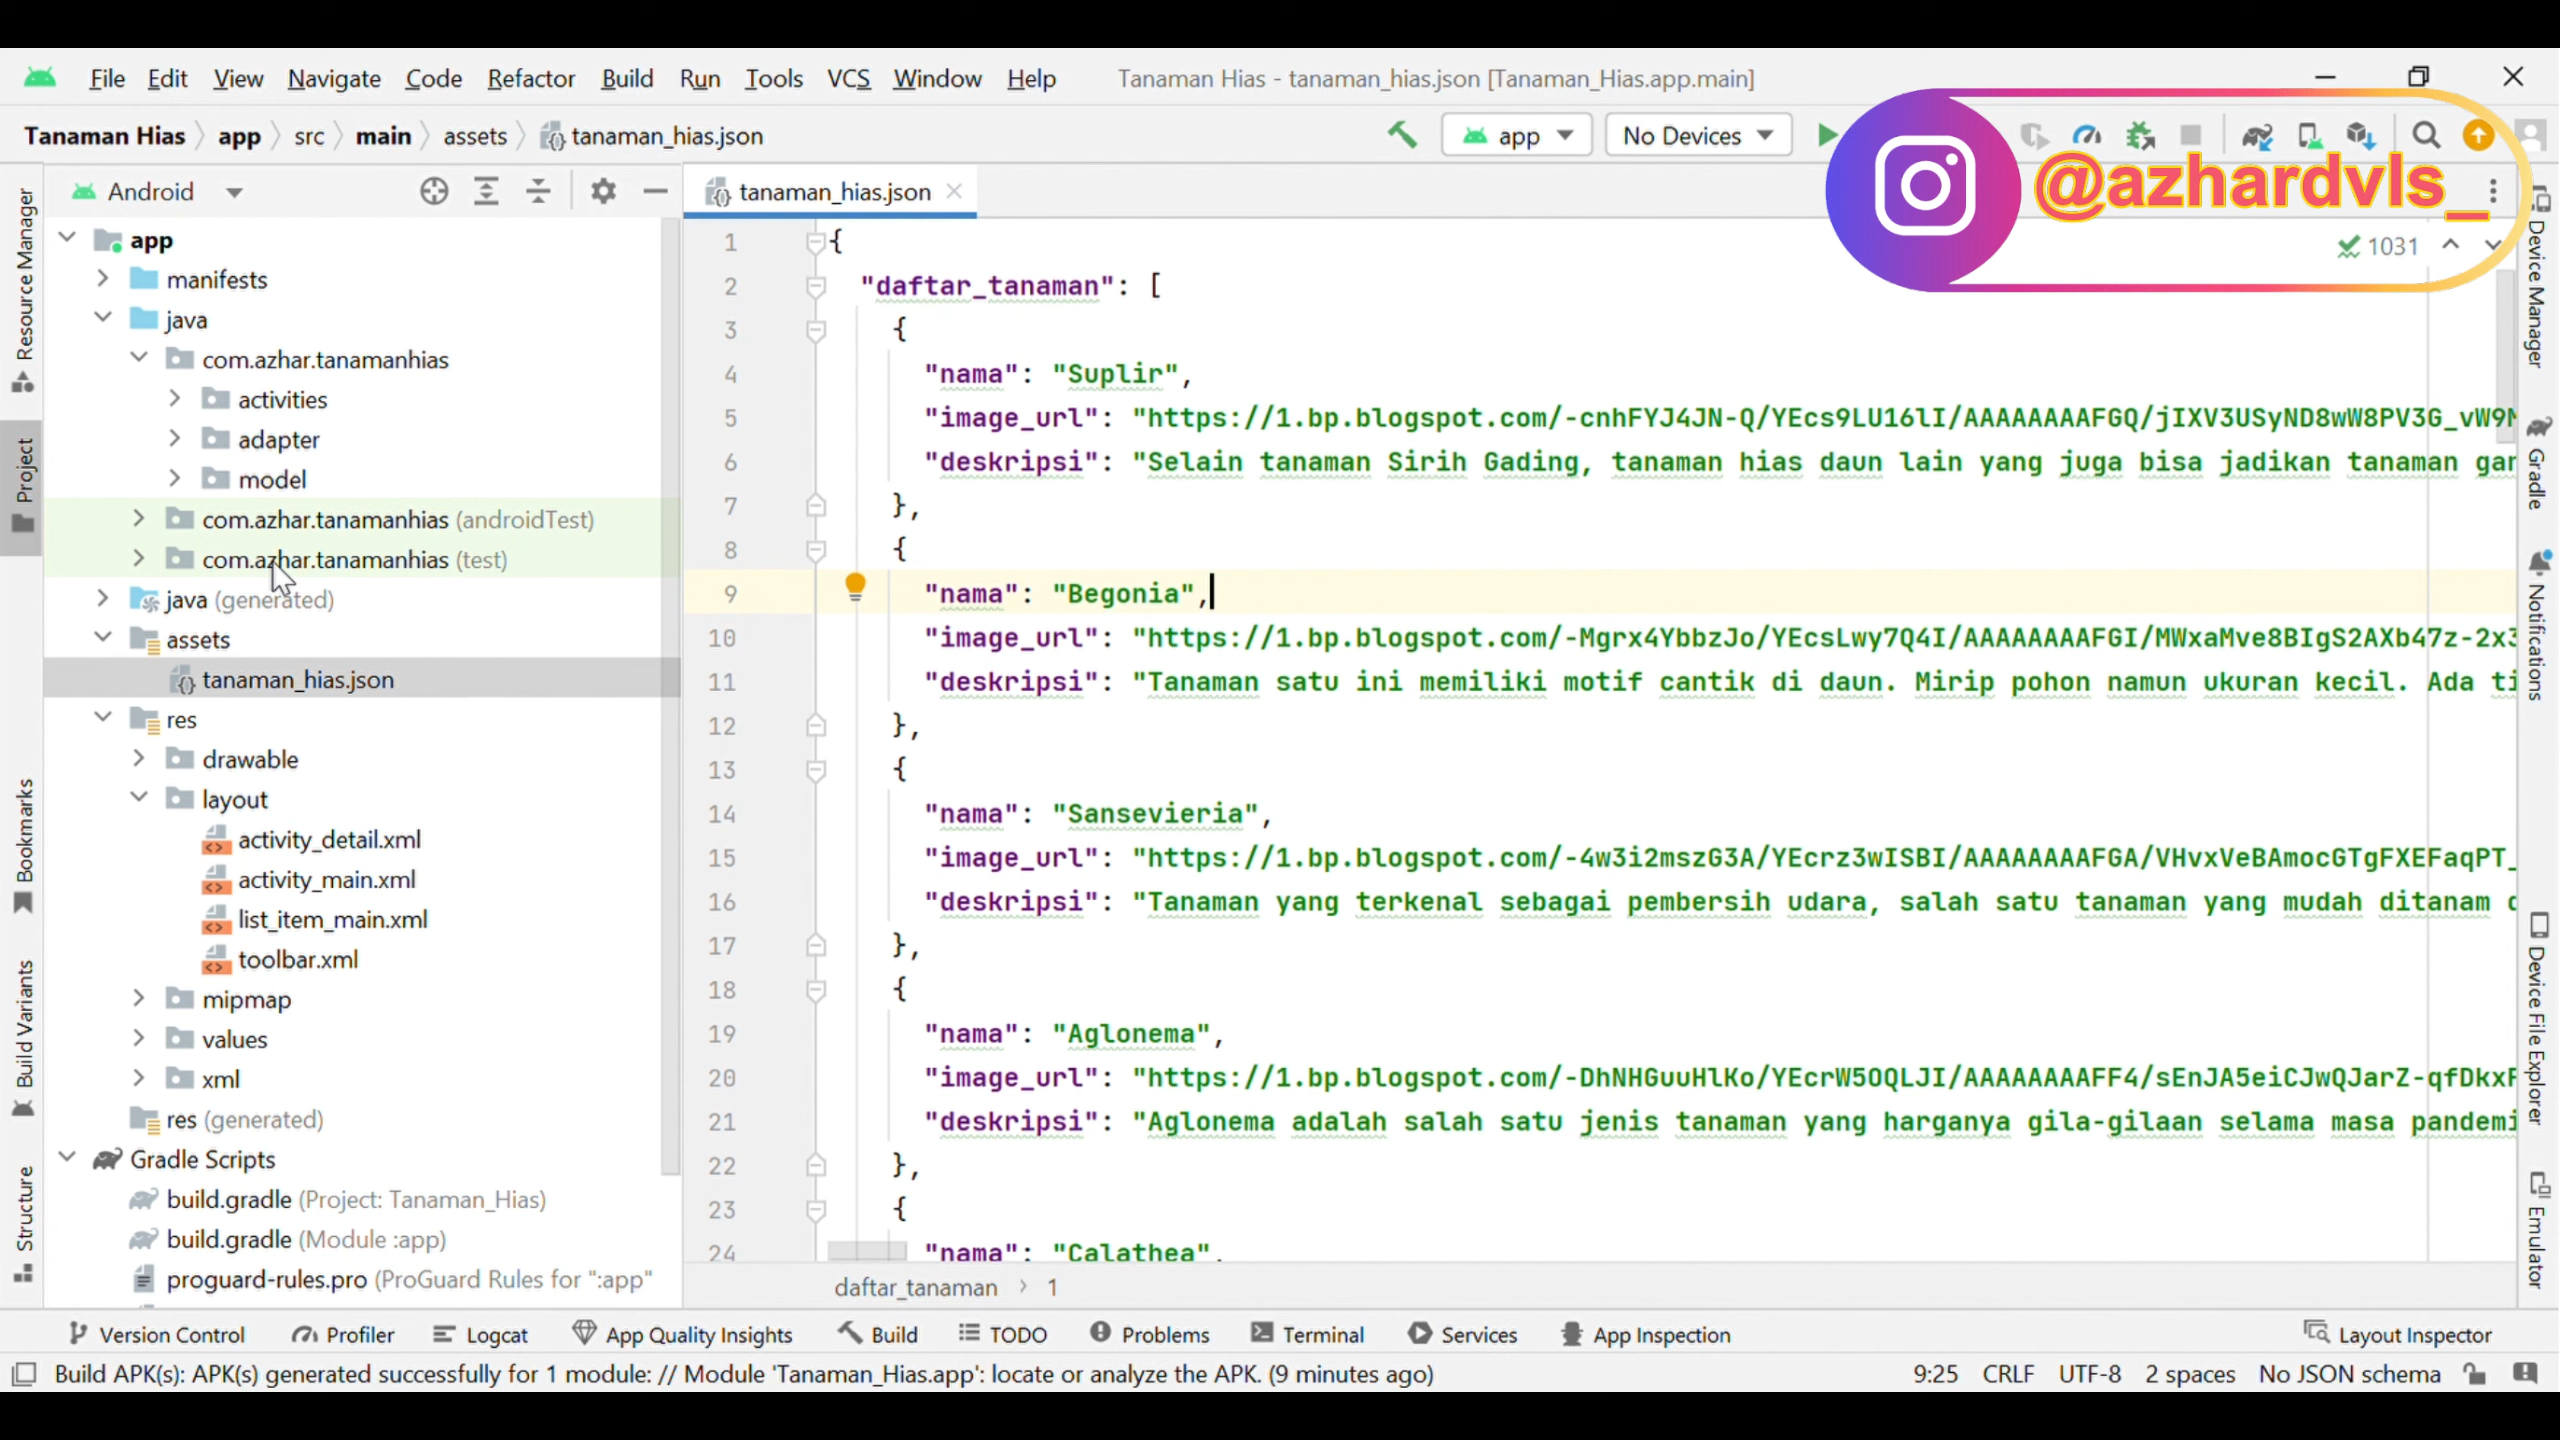 File Edit View Navigate Code Refactor Build Run Tools VCS Window Help Tanaman Hias - tanaman_hias.json [Tanaman_Hias.app.main]
Tanaman Hias app src main assets tanaman_hias.json app No Devices
@azhardvls_
Android
tanaman_hias.json
1031
Resource Manager
Project
Bookmarks
Build Variants
Structure
app
manifests
java
com.azhar.tanamanhias
activities
adapter
model
com.azhar.tanamanhias (androidTest)
com.azhar.tanamanhias (test)
java (generated)
assets
tanaman_hias.json
res
drawable
layout
activity_detail.xml
activity_main.xml
list_item_main.xml
toolbar.xml
mipmap
values
xml
res (generated)
Gradle Scripts
build.gradle (Project: Tanaman_Hias)
build.gradle (Module :app)
proguard-rules.pro (ProGuard Rules for ":app"
1 {
2 "daftar_tanaman": [
3 {
4 "nama": "Suplir",
5 "image_url": "https://1.bp.blogspot.com/-cnhFYJ4JN-Q/YEcs9LU16lI/AAAAAAAAFGQ/jIXV3USyND8wW8PV3G_vW9M
6 "deskripsi": "Selain tanaman Sirih Gading, tanaman hias daun lain yang juga bisa jadikan tanaman gan
7 },
8 {
9 "nama": "Begonia",
10 "image_url": "https://1.bp.blogspot.com/-Mgrx4YbbzJo/YEcsLwy7Q4I/AAAAAAAAFGI/MWxaMve8BIgS2AXb47z-2x3
11 "deskripsi": "Tanaman satu ini memiliki motif cantik di daun. Mirip pohon namun ukuran kecil. Ada ti
12 },
13 {
14 "nama": "Sansevieria",
15 "image_url": "https://1.bp.blogspot.com/-4w3i2mszG3A/YEcrz3wISBI/AAAAAAAAFGA/VHvxVeBAmocGTgFXEFaqPT_
16 "deskripsi": "Tanaman yang terkenal sebagai pembersih udara, salah satu tanaman yang mudah ditanam
17 },
18 {
19 "nama": "Aglonema",
20 "image_url": "https://1.bp.blogspot.com/-DhNHGuuHlKo/YEcrW5OQLJI/AAAAAAAAFF4/sEnJA5eiCJwQJarZ-qfDkxF
21 "deskripsi": "Aglonema adalah salah satu jenis tanaman yang harganya gila-gilaan selama masa pandemi
22 },
23 {
24 "nama": "Calathea",
daftar_tanaman 1
Device Manager
Gradle
Notifications
Device File Explorer
Emulator
Version Control Profiler Logcat App Quality Insights Build TODO Problems Terminal Services App Inspection Layout Inspector
Build APK(s): APK(s) generated successfully for 1 module: // Module 'Tanaman_Hias.app': locate or analyze the APK. (9 minutes ago) 9:25 CRLF UTF-8 2 spaces No JSON schema